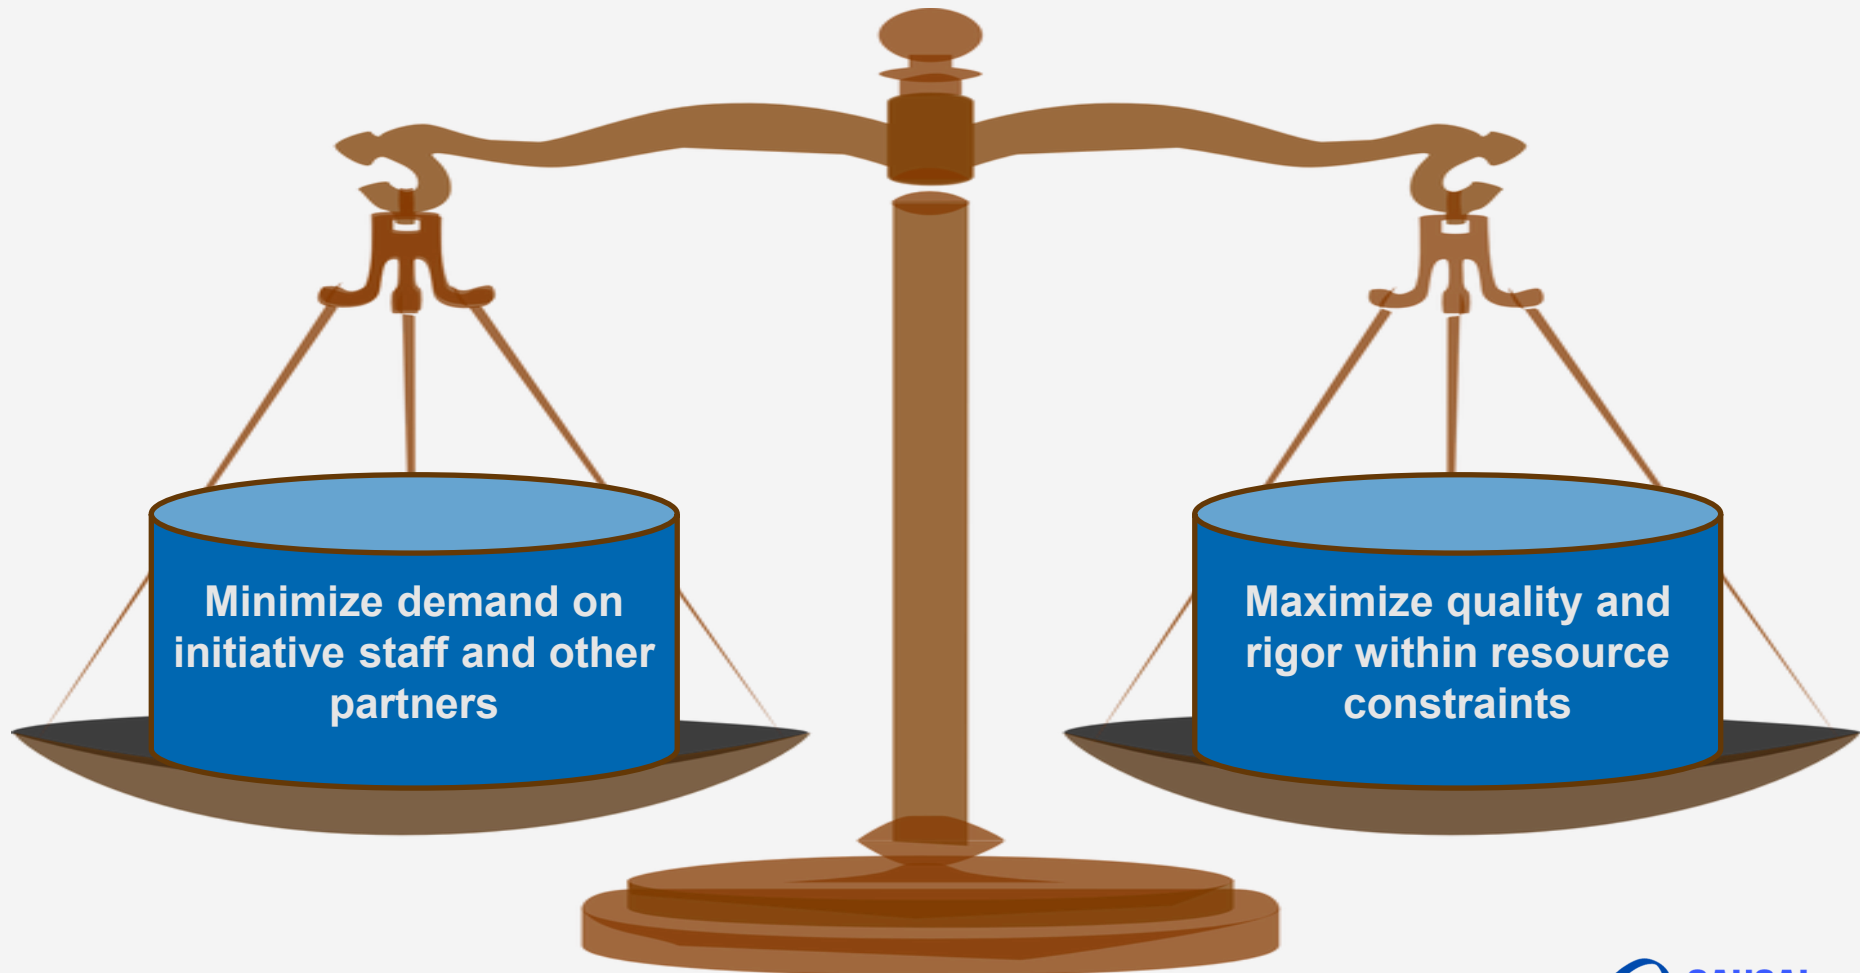 Minimize demand on
initiative staff and other
partners
Maximize quality and
rigor within resource
constraints